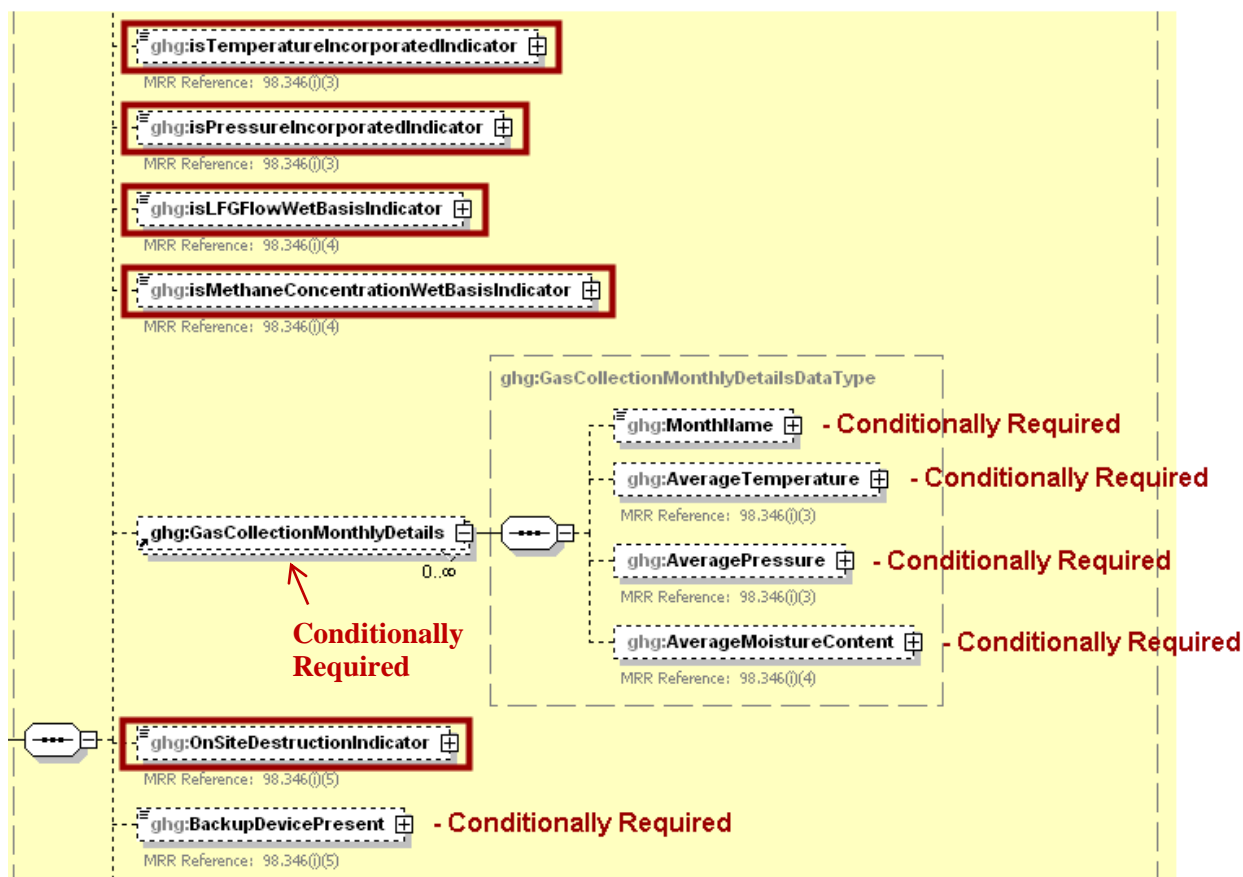 ghg:isTemperatureIncorporatedIndicator
MRR Reference: 98.346(i)(3)
ghg:isPressureIncorporatedIndicator
MRR Reference: 98.346(i)(3)
ghg:isLFGFlowWetBasisIndicator
MRR Reference: 98.346(i)(4)
ghg:isMethaneConcentrationWetBasisIndicator
MRR Reference: 98.346(i)(4)
ghg:GasCollectionMonthlyDetailsDataType
ghg:MonthName - Conditionally Required
ghg:AverageTemperature - Conditionally Required
MRR Reference: 98.346(i)(3)
ghg:GasCollectionMonthlyDetails
0..∞
Conditionally
Required
ghg:AveragePressure - Conditionally Required
MRR Reference: 98.346(i)(3)
ghg:AverageMoistureContent - Conditionally Required
MRR Reference: 98.346(i)(4)
ghg:OnSiteDestructionIndicator
MRR Reference: 98.346(i)(5)
ghg:BackupDevicePresent - Conditionally Required
MRR Reference: 98.346(i)(5)